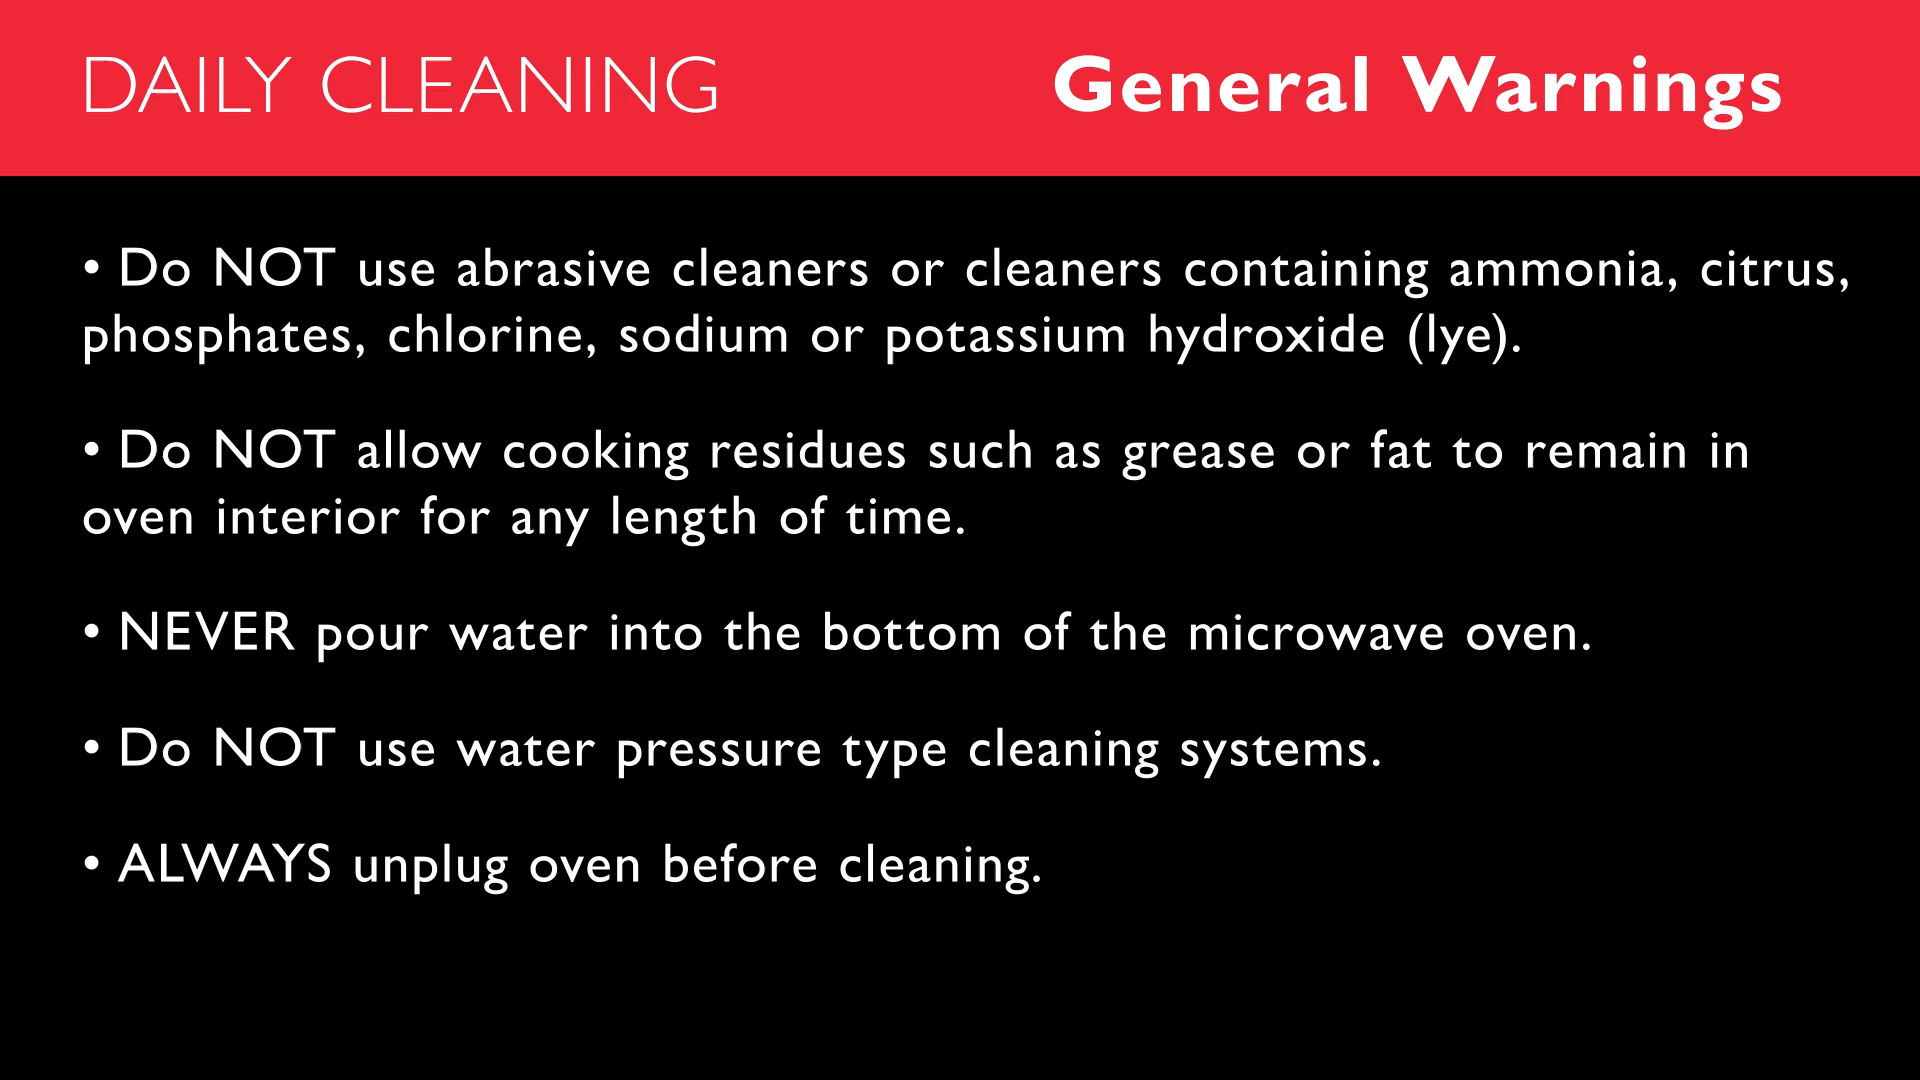 DAILY CLEANING
General Warnings
• Do NOT use abrasive cleaners or cleaners containing ammonia, citrus,
phosphates, chlorine, sodium or potassium hydroxide (lye).
• Do NOT allow cooking residues such as grease or fat to remain in
oven interior for any length of time.
• NEVER pour water into the bottom of the microwave oven.
• Do NOT use water pressure type cleaning systems.
• ALWAYS unplug oven before cleaning.